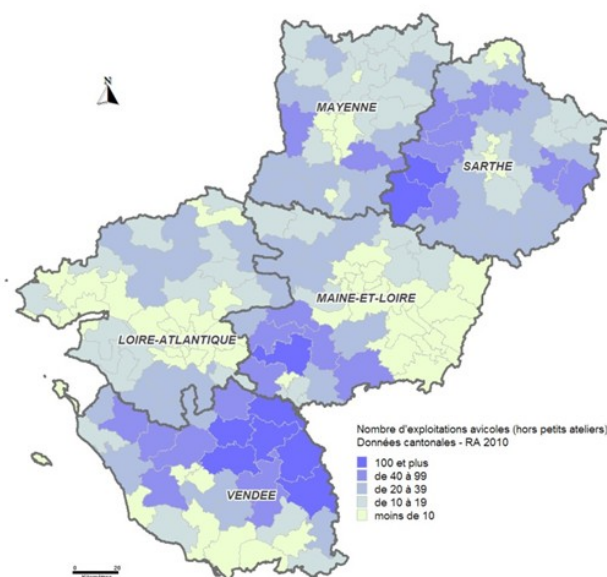 N
MAYENNE
SARTHE
MAINE-ET-LOIRE
LOIRE-ATLANTIQUE
Nombre d'exploitations avicoles (hors petits ateliers)
Données cantonales - RA 2010
100 et plus
de 40 à 99
de 20 à 39
de 10 à 19
moins de 10
VENDEE
0 20